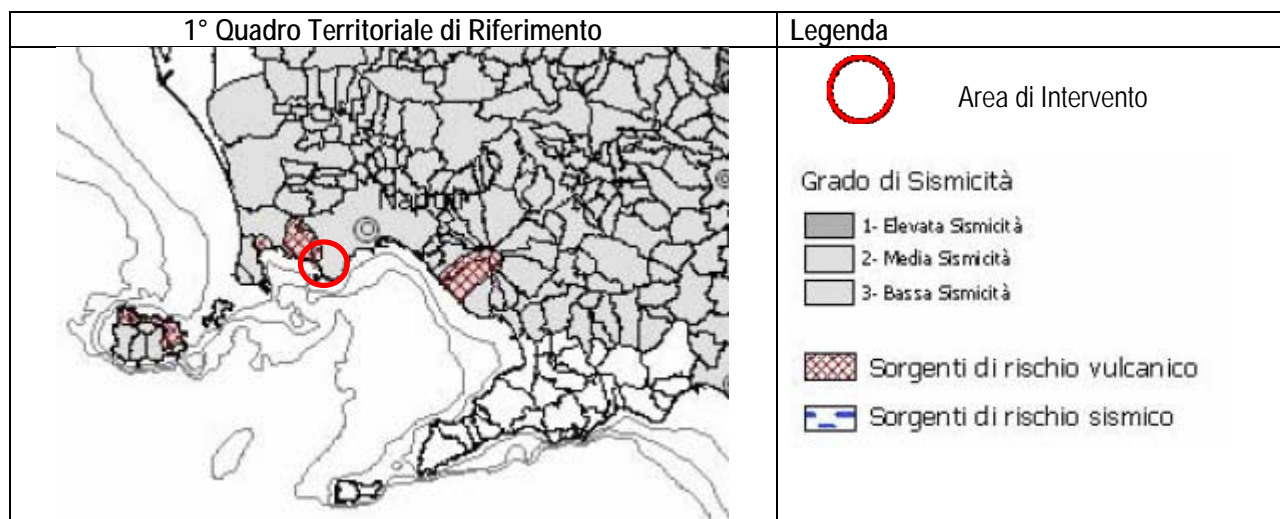 1° Quadro Territoriale di Riferimento
Legenda
Area di Intervento
Grado di Sismicità
1- Elevata Sismicità
2- Media Sismicità
3- Bassa Sismicità
Napoli
Sorgenti di rischio vulcanico
Sorgenti di rischio sismico